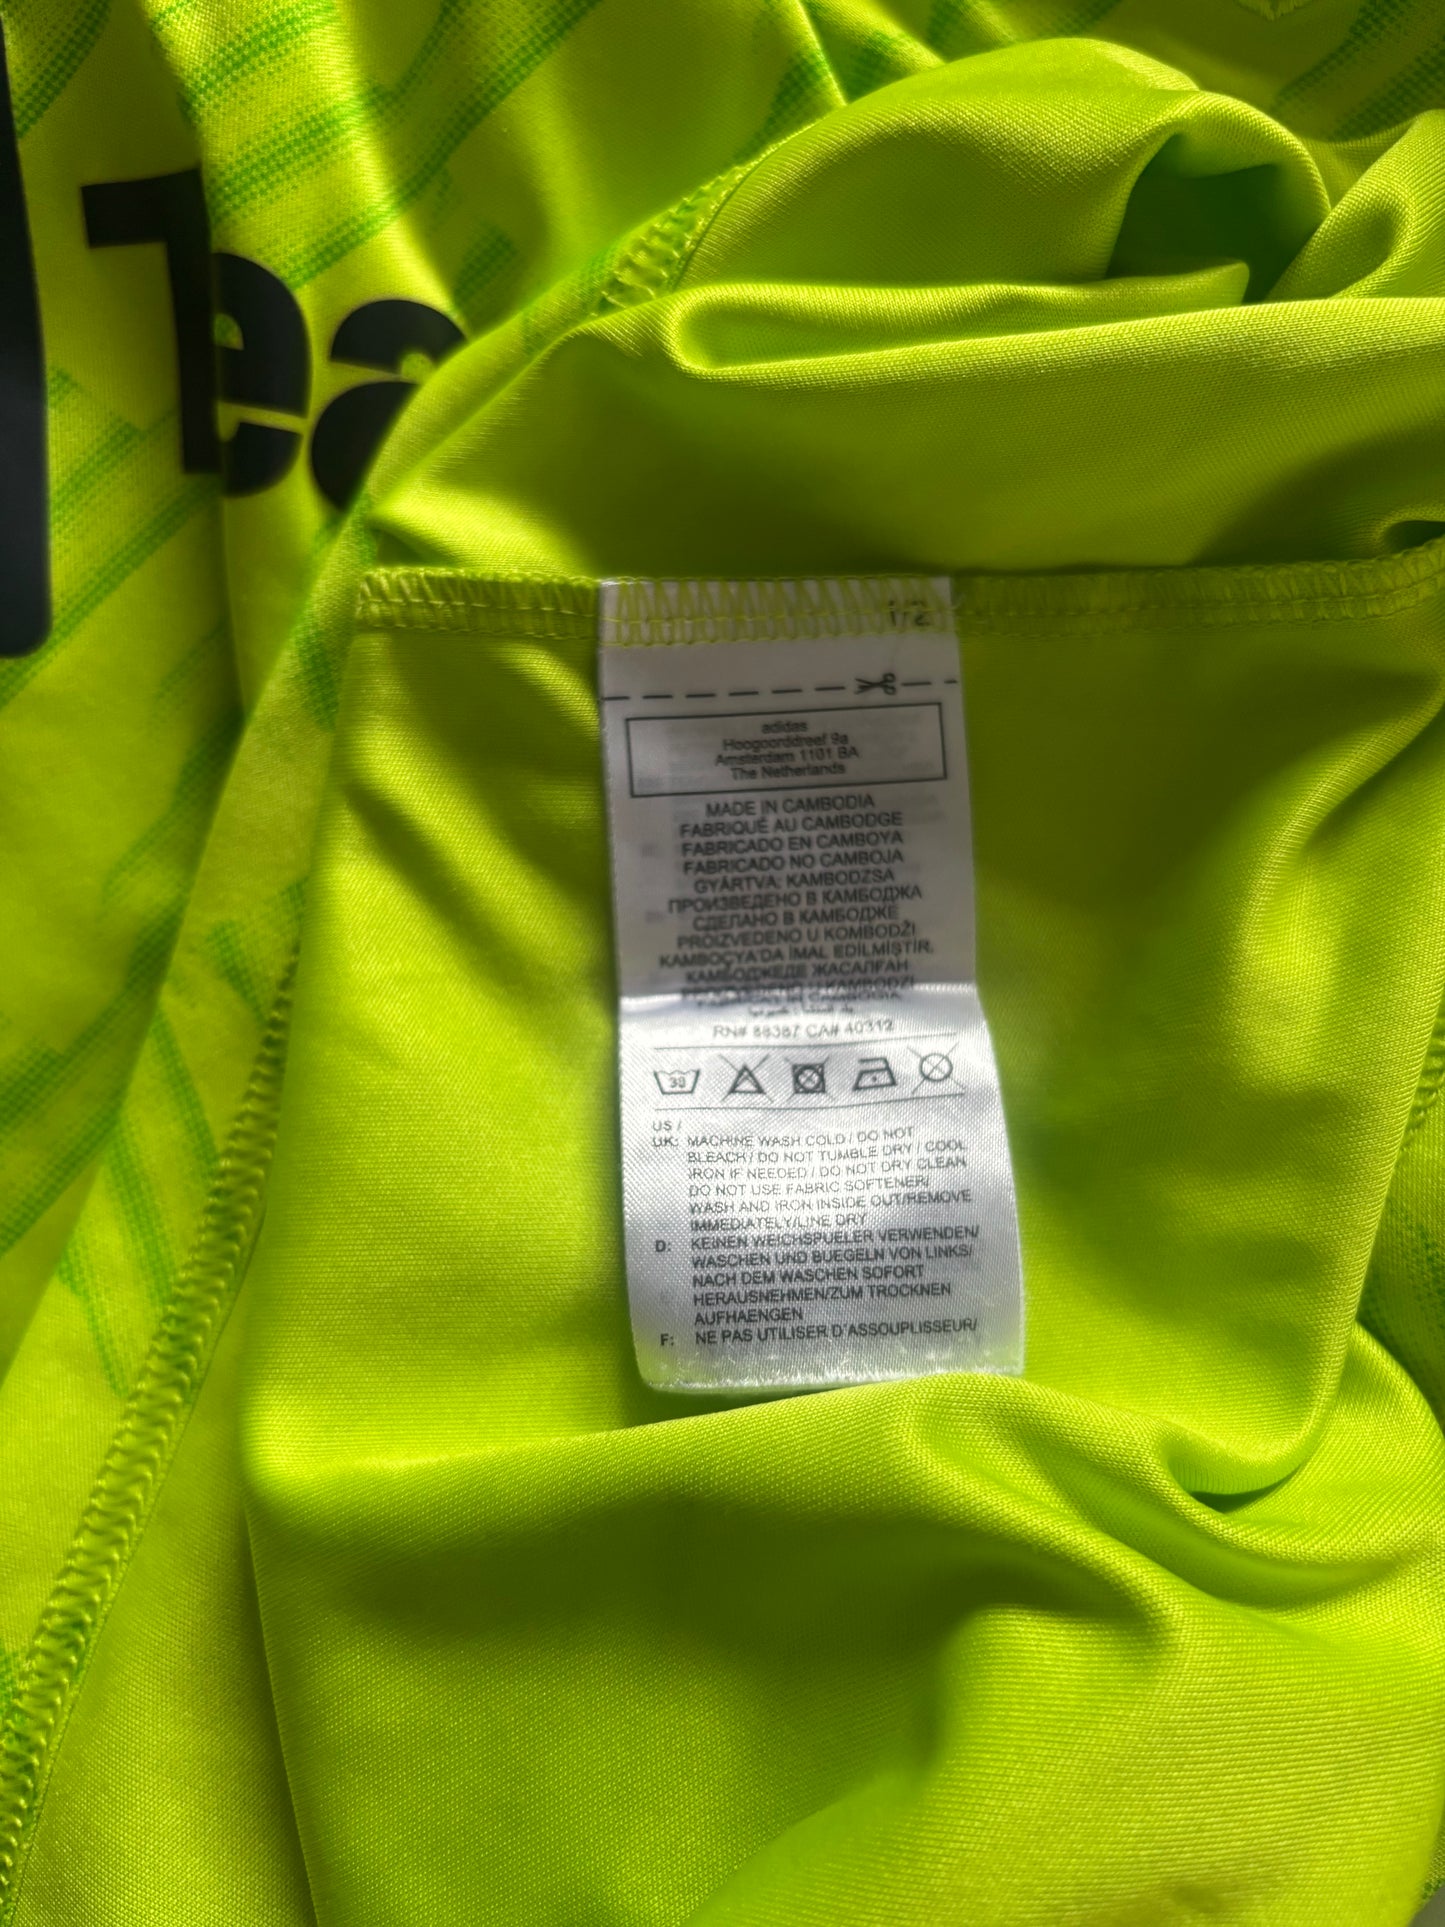 Tea
adidas
Hoogoorddreef 9a
Amsterdam 1101 BA
The Netherlands
MADE IN CAMBODIA
FABRIQUÉ AU CAMBODGE
FABRICADO EN CAMBOYA
FABRICADO NO CAMBOJA
GYÁRTVA: KAMBODZSA
ПРОИЗВЕДЕНО В КАМБОДЖА
СДЕЛАНО В КАМБОДЖЕ
PROIZVEDENO U KOMBODŽI
KAMBOÇYA'DA İMAL EDİLMİŞTİR.
КАМБОДЖЕДЕ ЖАСАЛҒАН
RN# 88387 CA# 40312
30
US /
UK: MACHINE WASH COLD / DO NOT
BLEACH / DO NOT TUMBLE DRY / COOL
IRON IF NEEDED / DO NOT DRY CLEAN
DO NOT USE FABRIC SOFTENER/
WASH AND IRON INSIDE OUT/REMOVE
IMMEDIATELY/LINE DRY
D: KEINEN WEICHSPUELER VERWENDEN/
WASCHEN UND BUEGELN VON LINKS/
NACH DEM WASCHEN SOFORT
HERAUSNEHMEN/ZUM TROCKNEN
AUFHAENGEN
F: NE PAS UTILISER D'ASSOUPLISSEUR/